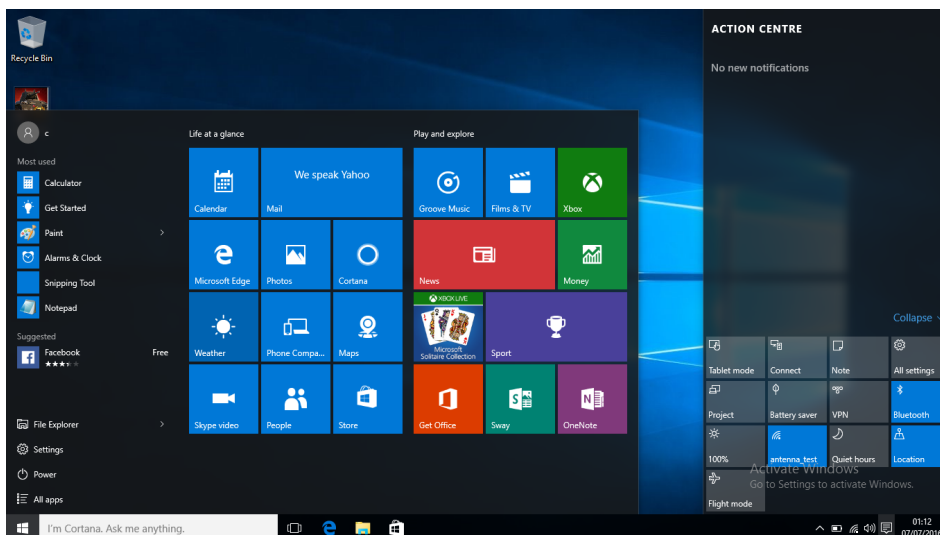 Recycle Bin
c
Most used
Calculator
Get Started
Paint
Alarms & Clock
Snipping Tool
Notepad
Suggested
Facebook
Free
File Explorer
Settings
Power
All apps
Life at a glance
Calendar
We speak Yahoo
Mail
Microsoft Edge
Photos
Cortana
Weather
Phone Compa...
Maps
Skype video
People
Store
Play and explore
Groove Music
Films & TV
Xbox
News
Money
XBOX LIVE
Microsoft
Solitaire Collection
Sport
Get Office
Sway
OneNote
ACTION CENTRE
No new notifications
Collapse
Tablet mode
Connect
Note
All settings
Project
Battery saver
VPN
Bluetooth
100%
antenna_test
Quiet hours
Location
Flight mode
Activate Windows
Go to Settings to activate Windows.
I'm Cortana. Ask me anything.
01:12
07/07/2016